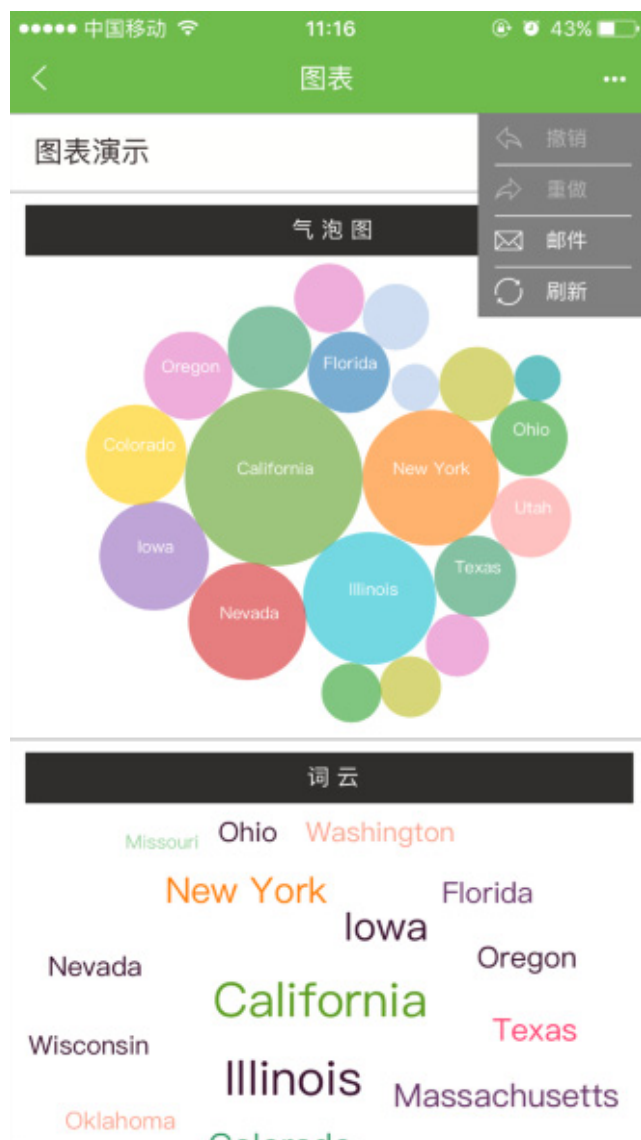 中国移动 11:16 43%
图表
图表演示
撤销
重做
邮件
刷新
气泡图
Oregon
Florida
Colorado
Ohio
California
New York
Utah
Iowa
Texas
Illinois
Nevada
词云
Missouri Ohio Washington
New York Florida
Iowa
Nevada Oregon
California
Wisconsin Texas
Illinois Massachusetts
Oklahoma
Colorado